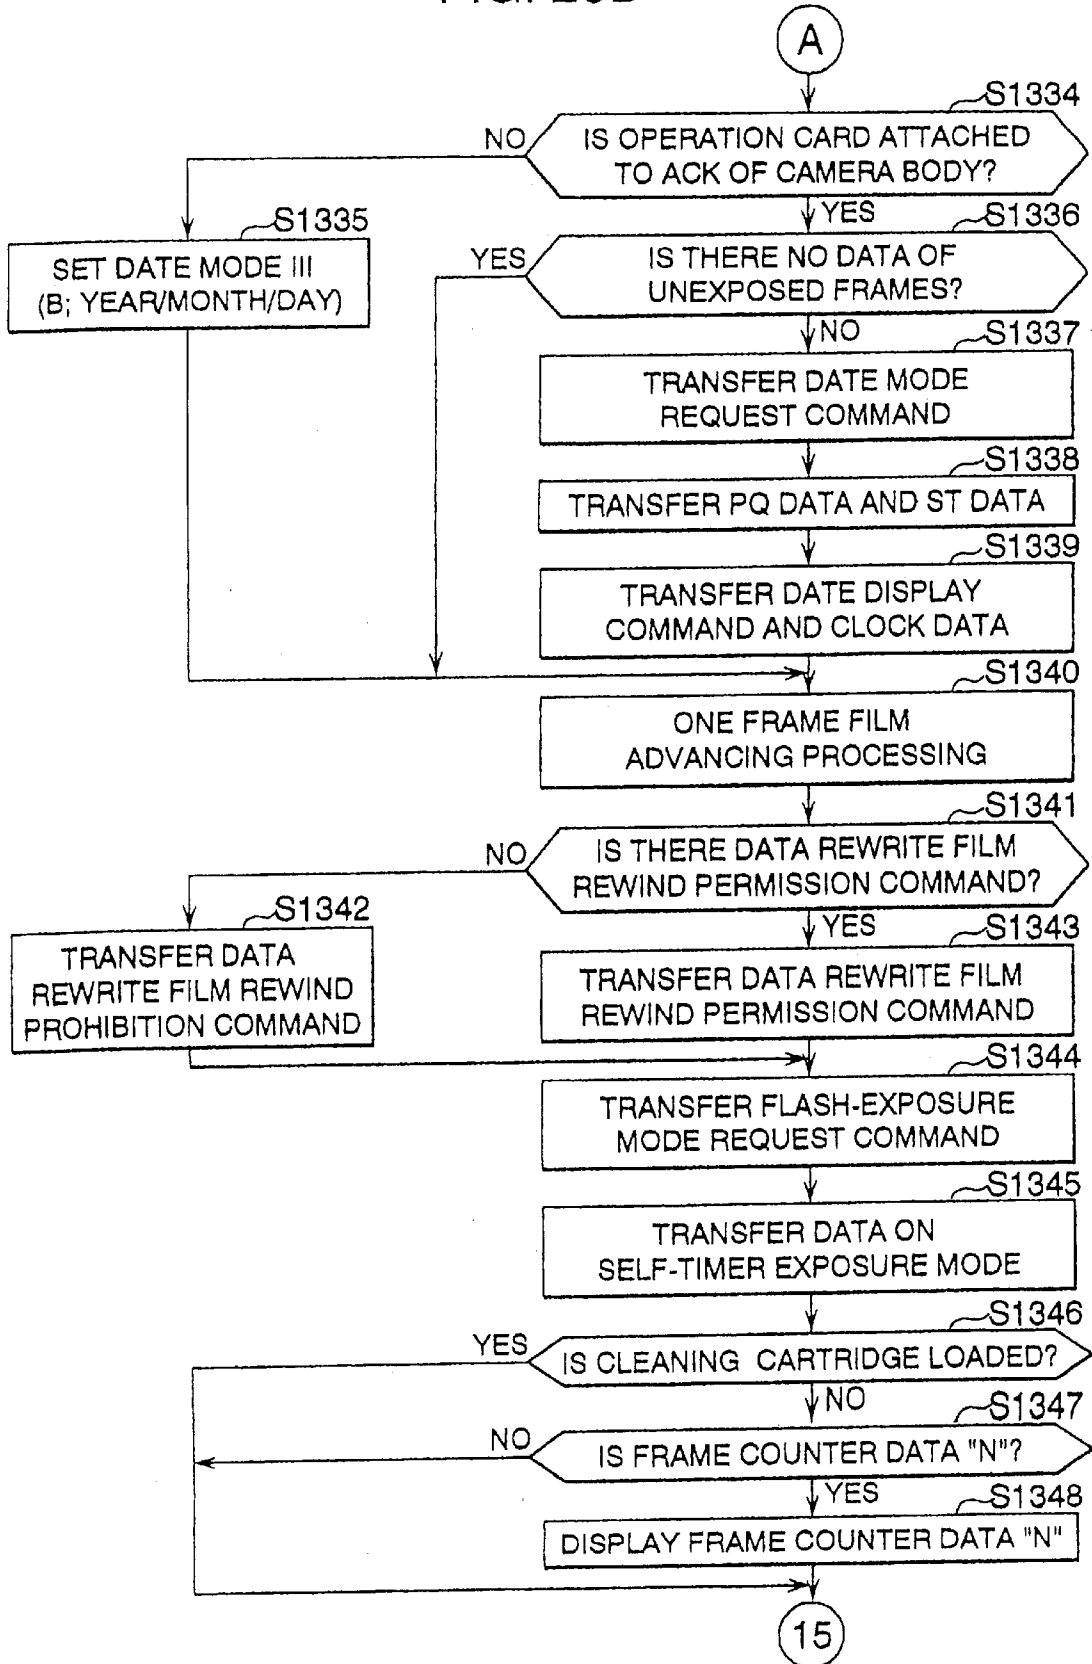 A
S1334
NO
IS OPERATION CARD ATTACHED
TO ACK OF CAMERA BODY?
YES
S1335
SET DATE MODE III
(B; YEAR/MONTH/DAY)
S1336
YES
IS THERE NO DATA OF
UNEXPOSED FRAMES?
NO
S1337
TRANSFER DATE MODE
REQUEST COMMAND
S1338
TRANSFER PQ DATA AND ST DATA
S1339
TRANSFER DATE DISPLAY
COMMAND AND CLOCK DATA
S1340
ONE FRAME FILM
ADVANCING PROCESSING
S1341
NO
IS THERE DATA REWRITE FILM
REWIND PERMISSION COMMAND?
YES
S1342
TRANSFER DATA
REWRITE FILM REWIND
PROHIBITION COMMAND
S1343
TRANSFER DATA REWRITE FILM
REWIND PERMISSION COMMAND
S1344
TRANSFER FLASH-EXPOSURE
MODE REQUEST COMMAND
S1345
TRANSFER DATA ON
SELF-TIMER EXPOSURE MODE
S1346
YES
IS CLEANING CARTRIDGE LOADED?
NO
S1347
NO
IS FRAME COUNTER DATA "N"?
YES
S1348
DISPLAY FRAME COUNTER DATA "N"
15